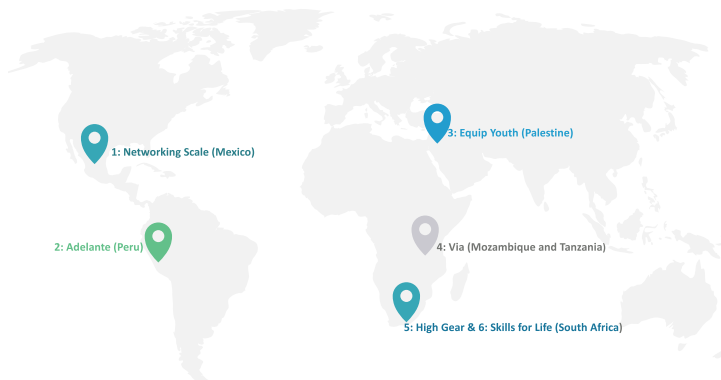 1: Networking Scale (Mexico)
2: Adelante (Peru)
3: Equip Youth (Palestine)
4: Via (Mozambique and Tanzania)
5: High Gear & 6: Skills for Life (South Africa)